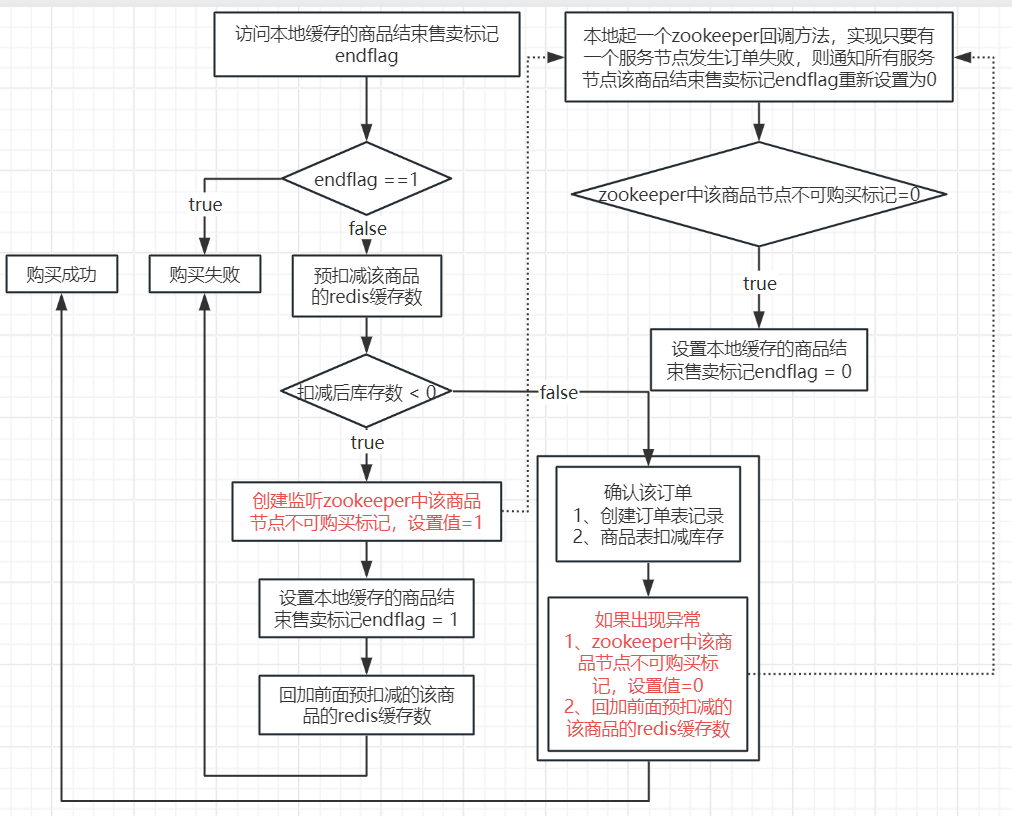 访问本地缓存的商品结束售卖标记
endflag
endflag ==1
true
false
购买成功
购买失败
预扣减该商品
的redis缓存数
扣减后库存数 < 0
false
true
创建监听zookeeper中该商品
节点不可购买标记，设置值=1
设置本地缓存的商品结
束售卖标记endflag = 1
回加前面预扣减的该商
品的redis缓存数
本地起一个zookeeper回调方法，实现只要有
一个服务节点发生订单失败，则通知所有服务
节点该商品结束售卖标记endflag重新设置为0
zookeeper中该商品节点不可购买标记=0
true
设置本地缓存的商品结
束售卖标记endflag = 0
确认该订单
1、创建订单表记录
2、商品表扣减库存
如果出现异常
1、zookeeper中该商
品节点不可购买标
记，设置值=0
2、回加前面预扣减的
该商品的redis缓存数